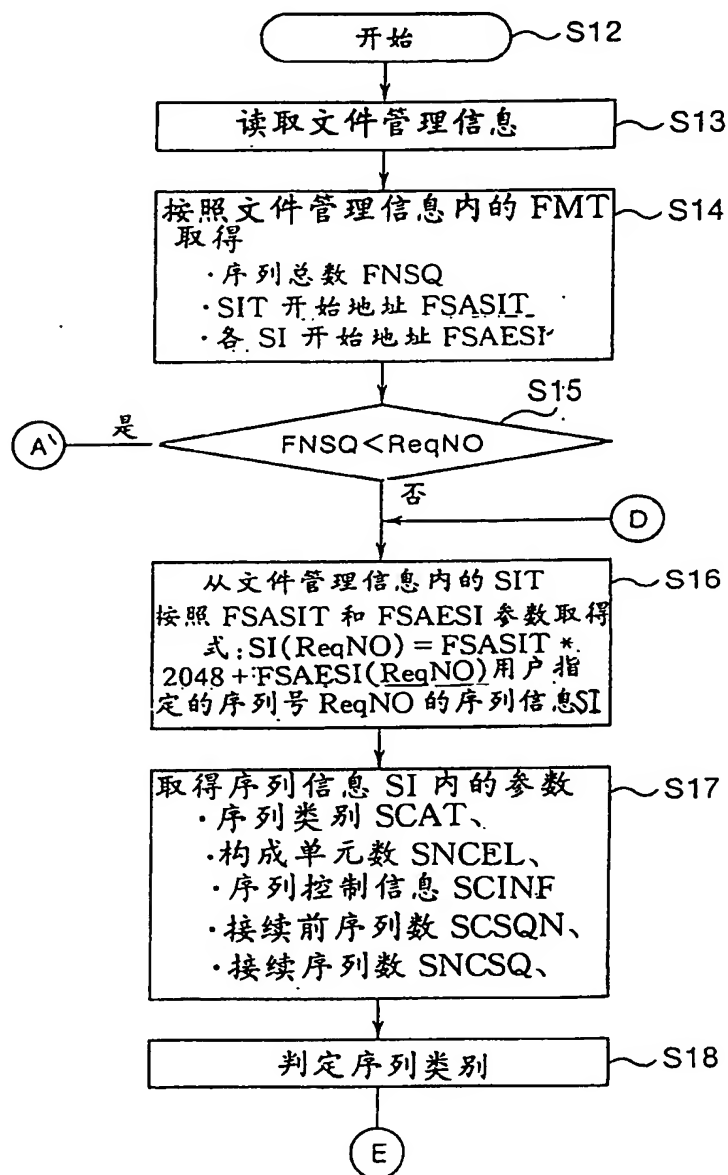 开始
S12
读取文件管理信息
S13
按照文件管理信息内的 FMT
取得
·序列总数 FNSQ
·SIT 开始地址 FSASIT
·各 SI 开始地址 FSAESI
S14
S15
A'
是
FNSQ<ReqNO
否
D
从文件管理信息内的 SIT
按照 FSASIT 和 FSAESI 参数取得
式:SI(ReqNO)=FSASIT *
2048+FSAESI(ReqNO)用户指
定的序列号 ReqNO 的序列信息SI
S16
取得序列信息 SI 内的参数
·序列类别 SCAT、
·构成单元数 SNCEL、
·序列控制信息 SCINF
·接续前序列数 SCSQN、
·接续序列数 SNCSQ、
S17
判定序列类别
S18
E